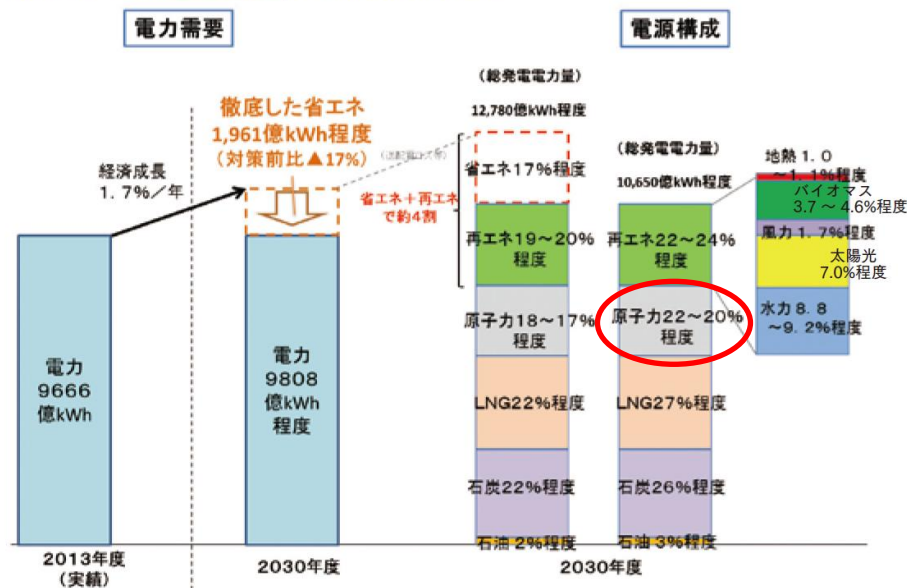 電力需要
電源構成
(総発電電力量)
12,780億kWh程度
徹底した省エネ
1,961億kWh程度
(対策前比▲17%)
経済成長
1. 7%/年
省エネ+再エネ
で約4割
(総発電電力量)
10,650億kWh程度
電力
9666
億kWh
電力
9808
億kWh
程度
省エネ17%程度
再エネ19~20%
程度
原子力18~17%
程度
LNG22%程度
石炭22%程度
石油 2%程度
再エネ22~24%
程度
原子力22~20%
程度
LNG27%程度
石炭26%程度
石油 3%程度
地熱 1. 0
~1. 1%程度
バイオマス
3.7 ~ 4.6%程度
風力 1. 7%程度
太陽光
7.0%程度
水力 8. 8
~9. 2%程度
2013年度
(実績)
2030年度
2030年度